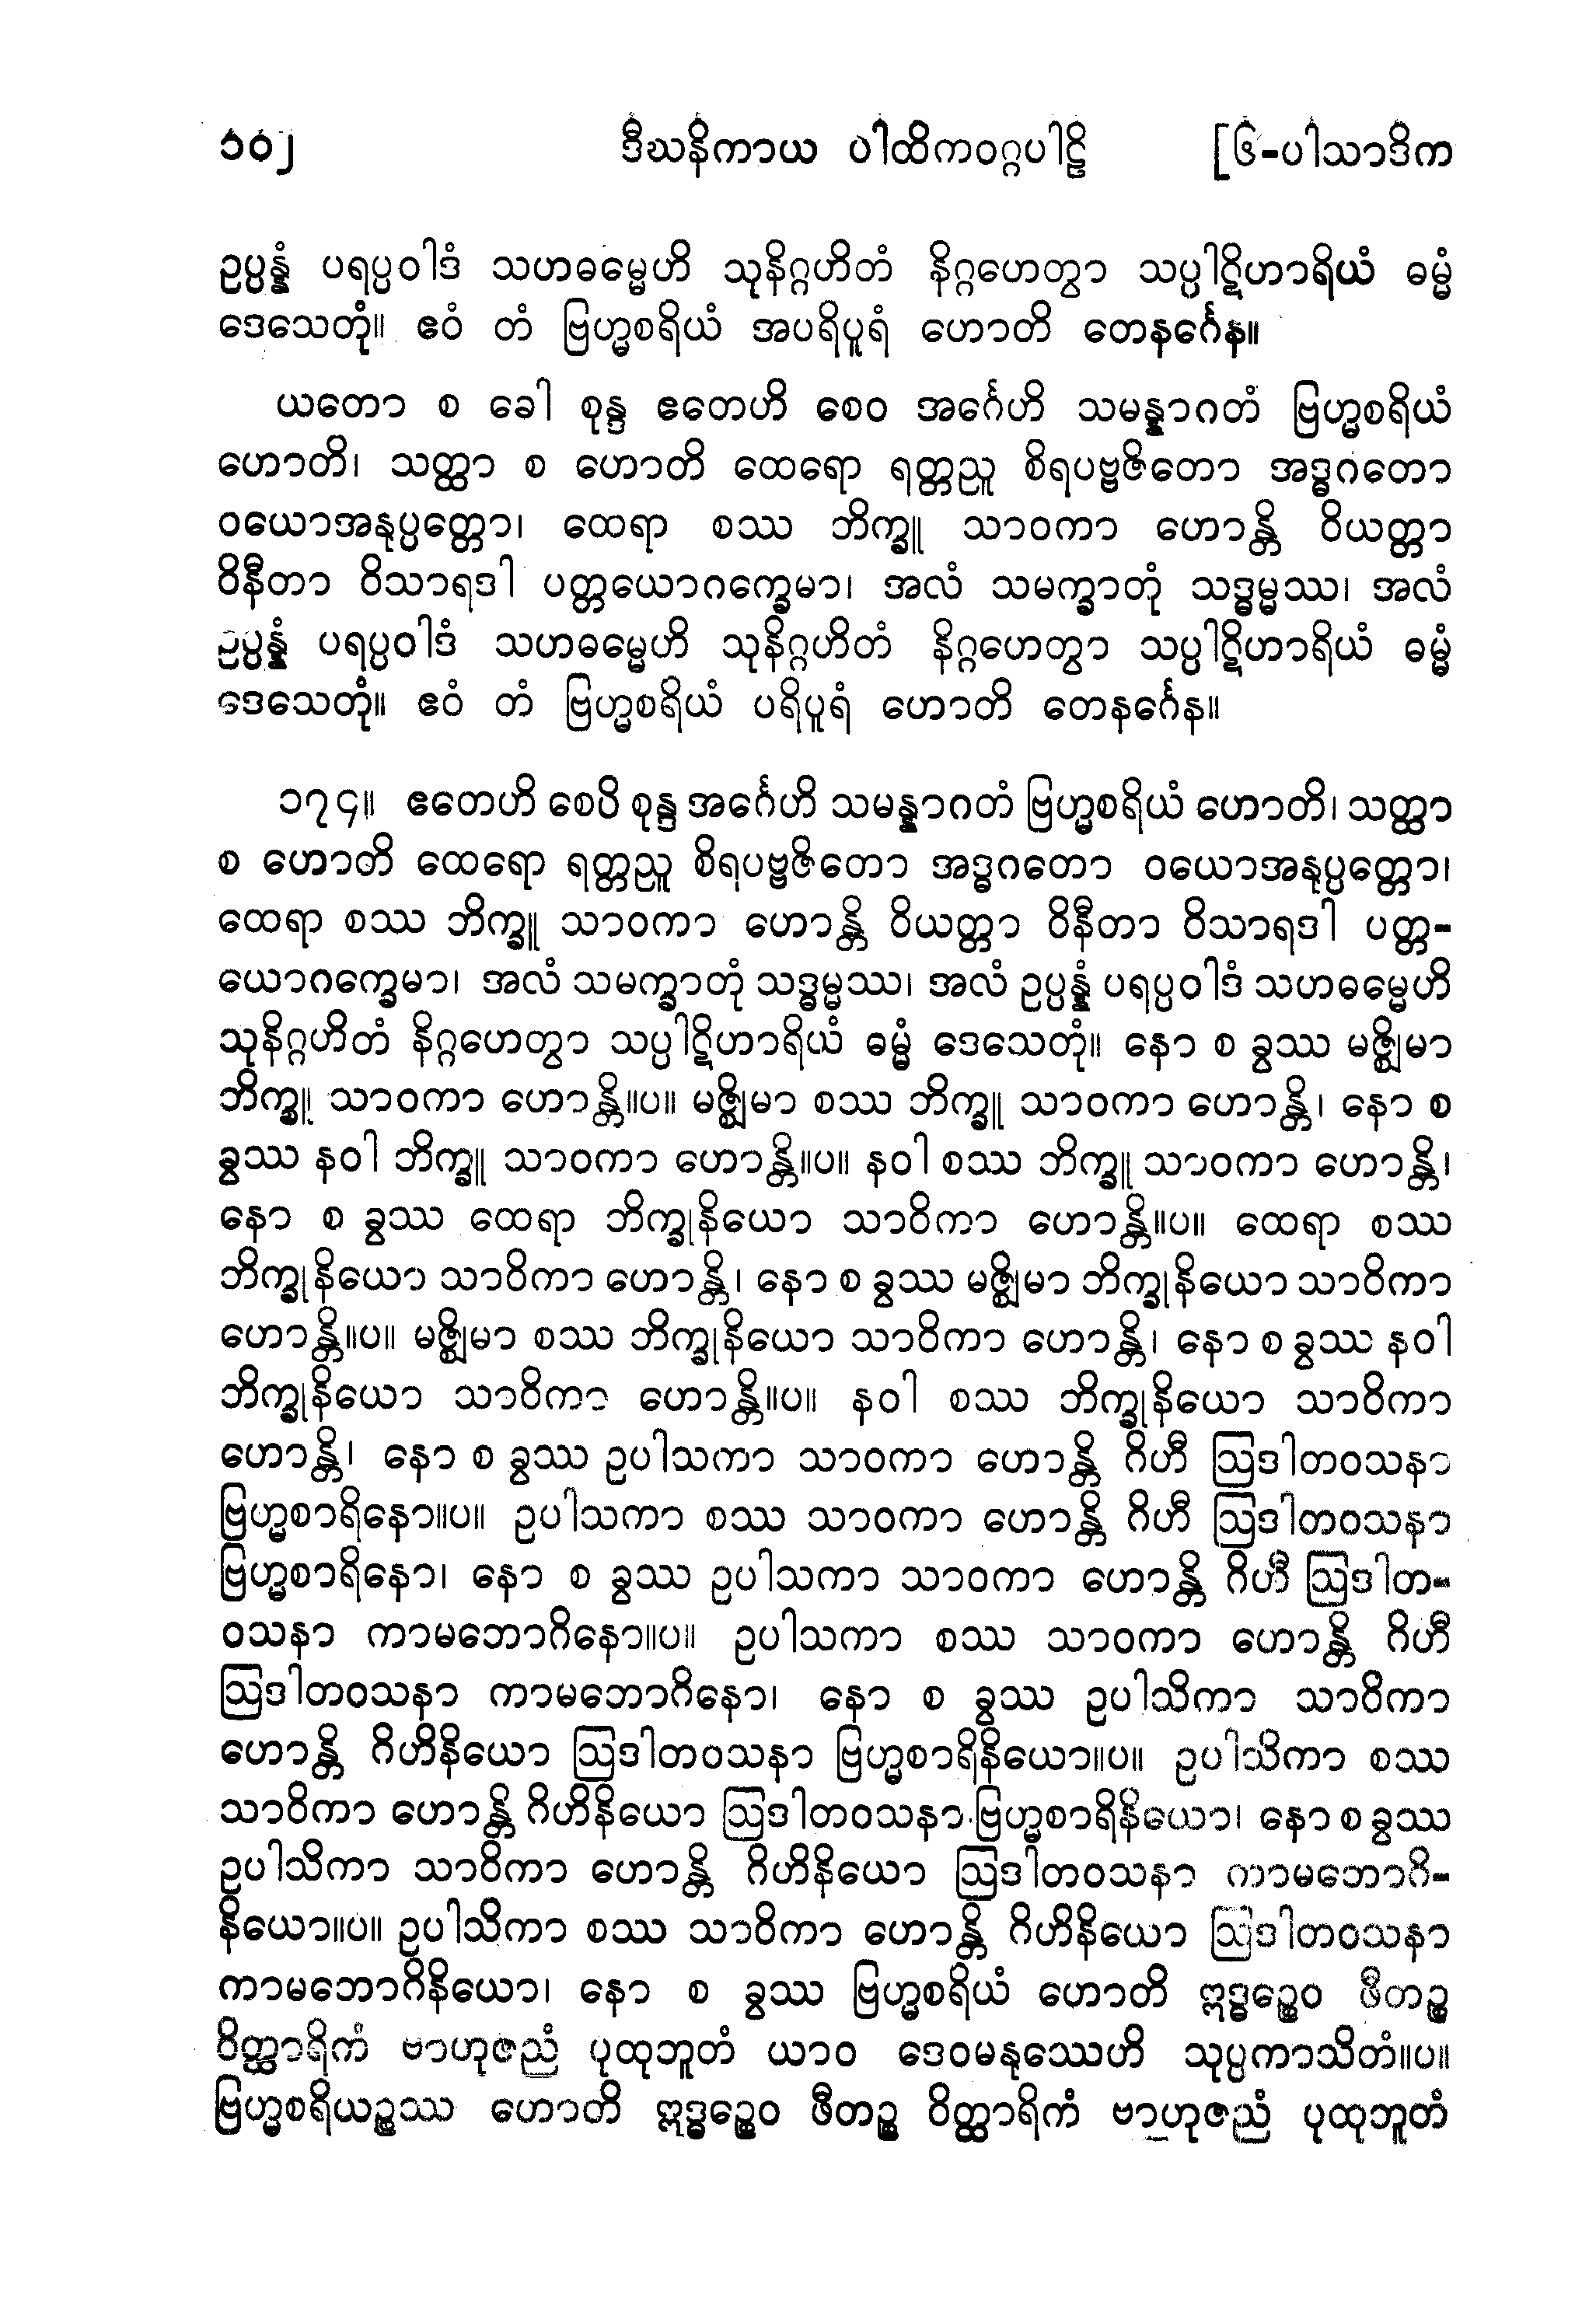 ၁၀၂ ဒီဃနိကာယ ပါထိကဝဂ္ဂပါဠိ [၆-ပါသာဒိက
ဥပ္ပန္နံ ပရပ္ပဝါဒံ သဟဓမ္မေဟိ သုနိဂ္ဂဟိတံ နိဂ္ဂဟေတွာ သပ္ပါဋိဟာရိယံ ဓမ္မံ
ဒေသေတုံ။ ဧဝံ တံ ဗြဟ္မစရိယံ အပရိပူရံ ဟောတိ တေနင်္ဂေန။
ယတော စ ခေါ စုန္ဒ ဧတေဟိ စေဝ အင်္ဂေဟိ သမန္နာဂတံ ဗြဟ္မစရိယံ
ဟောတိ၊ သတ္ထာ စ ဟောတိ ထေရော ရတ္တညူ စိရပဗ္ဗဇိတော အဒ္ဓဂတော
ဝယောအနုပ္ပတ္တော၊ ထေရာ စဿ ဘိက္ခူ သာဝကာ ဟောန္တိ ဝိယတ္တာ
ဝိနီတာ ဝိသာရဒါ ပတ္တယောဂက္ခေမာ၊ အလံ သမက္ခာတုံ သဒ္ဓမ္မဿ၊ အလံ
ဥပ္ပန္နံ ပရပ္ပဝါဒံ သဟဓမ္မေဟိ သုနိဂ္ဂဟိတံ နိဂ္ဂဟေတွာ သပ္ပါဋိဟာရိယံ ဓမ္မံ
ဒေသေတုံ။ ဧဝံ တံ ဗြဟ္မစရိယံ ပရိပူရံ ဟောတိ တေနင်္ဂေန။
၁၇၄။ ဧတေဟိ စေပိ စုန္ဒ အင်္ဂေဟိ သမန္နာဂတံ ဗြဟ္မစရိယံ ဟောတိ၊ သတ္ထာ
စ ဟောတိ ထေရော ရတ္တညူ စိရပဗ္ဗဇိတော အဒ္ဓဂတော ဝယောအနုပ္ပတ္တော၊
ထေရာ စဿ ဘိက္ခူ သာဝကာ ဟောန္တိ ဝိယတ္တာ ဝိနီတာ ဝိသာရဒါ ပတ္တ-
ယောဂက္ခေမာ၊ အလံ သမက္ခာတုံ သဒ္ဓမ္မဿ၊ အလံ ဥပ္ပန္နံ ပရပ္ပဝါဒံ သဟဓမ္မေဟိ
သုနိဂ္ဂဟိတံ နိဂ္ဂဟေတွာ သပ္ပါဋိဟာရိယံ ဓမ္မံ ဒေသေတုံ။ နော စ ခွဿ မဇ္ဈိမာ
ဘိက္ခူ သာဝကာ ဟောန္တိ။ပ။ မဇ္ဈိမာ စဿ ဘိက္ခူ သာဝကာ ဟောန္တိ၊ နော စ
ခွဿ နဝါ ဘိက္ခူ သာဝကာ ဟောန္တိ။ပ။ နဝါ စဿ ဘိက္ခူ သာဝကာ ဟောန္တိ၊
နော စ ခွဿ ထေရာ ဘိက္ခုနိယော သာဝိကာ ဟောန္တိ။ပ။ ထေရာ စဿ
ဘိက္ခုနိယော သာဝိကာ ဟောန္တိ၊ နော စ ခွဿ မဇ္ဈိမာ ဘိက္ခုနိယော သာဝိကာ
ဟောန္တိ။ပ။ မဇ္ဈိမာ စဿ ဘိက္ခုနိယော သာဝိကာ ဟောန္တိ၊ နော စ ခွဿ နဝါ
ဘိက္ခုနိယော သာဝိကာ ဟောန္တိ။ပ။ နဝါ စဿ ဘိက္ခုနိယော သာဝိကာ
ဟောန္တိ၊ နော စ ခွဿ ဥပါသကာ သာဝကာ ဟောန္တိ ဂိဟီ ဩဒါတဝသနာ
ဗြဟ္မစာရိနော။ပ။ ဥပါသကာ စဿ သာဝကာ ဟောန္တိ ဂိဟီ ဩဒါတဝသနာ
ဗြဟ္မစာရိနော၊ နော စ ခွဿ ဥပါသကာ သာဝကာ ဟောန္တိ ဂိဟီ ဩဒါတ-
ဝသနာ ကာမဘောဂိနော။ပ။ ဥပါသကာ စဿ သာဝကာ ဟောန္တိ ဂိဟီ
ဩဒါတဝသနာ ကာမဘောဂိနော၊ နော စ ခွဿ ဥပါသိကာ သာဝိကာ
ဟောန္တိ ဂိဟိနိယော ဩဒါတဝသနာ ဗြဟ္မစာရိနိယော။ပ။ ဥပါသိကာ စဿ
သာဝိကာ ဟောန္တိ ဂိဟိနိယော ဩဒါတဝသနာ ဗြဟ္မစာရိနိယော၊ နော စ ခွဿ
ဥပါသိကာ သာဝိကာ ဟောန္တိ ဂိဟိနိယော ဩဒါတဝသနာ ကာမဘောဂိ-
နိယော။ပ။ ဥပါသိကာ စဿ သာဝိကာ ဟောန္တိ ဂိဟိနိယော ဩဒါတဝသနာ
ကာမဘောဂိနိယော၊ နော စ ခွဿ ဗြဟ္မစရိယံ ဟောတိ ဣဒ္ဓဉ္စေဝ ဖီတဉ္စ
ဝိတ္ထာရိကံ ဗာဟုဇညံ ပုထုဘူတံ ယာဝ ဒေဝမနုဿေဟိ သုပ္ပကာသိတံ။ပ။
ဗြဟ္မစရိယဉ္စဿ ဟောတိ ဣဒ္ဓဉ္စေဝ ဖီတဉ္စ ဝိတ္ထာရိကံ ဗာဟုဇညံ ပုထုဘူတံ